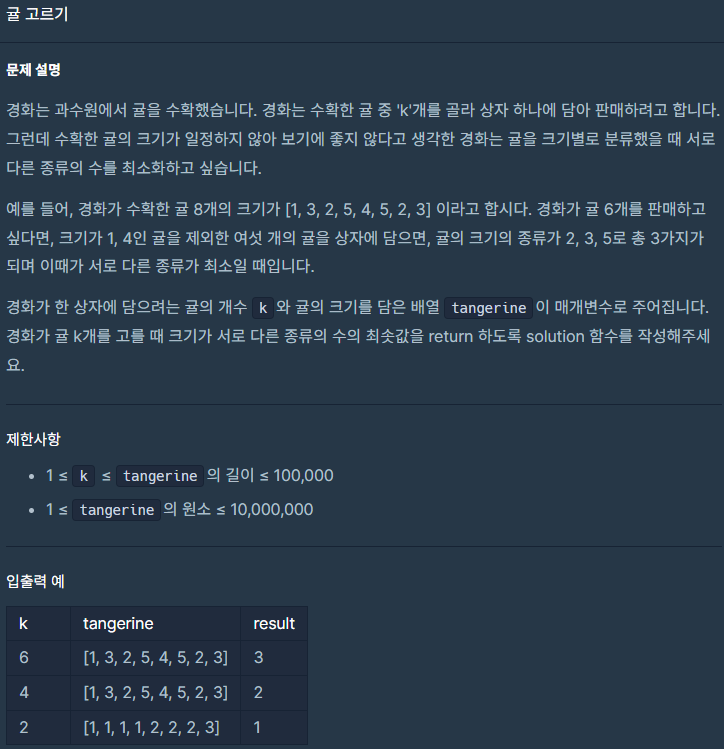 귤 고르기
문제 설명
경화는 과수원에서 귤을 수확했습니다. 경화는 수확한 귤 중 'k'개를 골라 상자 하나에 담아 판매하려고 합니다.
그런데 수확한 귤의 크기가 일정하지 않아 보기에 좋지 않다고 생각한 경화는 귤을 크기별로 분류했을 때 서로
다른 종류의 수를 최소화하고 싶습니다.
예를 들어, 경화가 수확한 귤 8개의 크기가 [1, 3, 2, 5, 4, 5, 2, 3] 이라고 합시다. 경화가 귤 6개를 판매하고
싶다면, 크기가 1, 4인 귤을 제외한 여섯 개의 귤을 상자에 담으면, 귤의 크기의 종류가 2, 3, 5로 총 3가지가
되며 이때가 서로 다른 종류가 최소일 때입니다.
경화가 한 상자에 담으려는 귤의 개수 k 와 귤의 크기를 담은 배열 tangerine 이 매개변수로 주어집니다.
경화가 귤 k개를 고를 때 크기가 서로 다른 종류의 수의 최솟값을 return 하도록 solution 함수를 작성해주세
요.
제한사항
• 1 ≤ k ≤ tangerine 의 길이 ≤ 100,000
• 1 ≤ tangerine 의 원소 ≤ 10,000,000
입출력 예
k tangerine result
6 [1, 3, 2, 5, 4, 5, 2, 3] 3
4 [1, 3, 2, 5, 4, 5, 2, 3] 2
2 [1, 1, 1, 1, 2, 2, 2, 3] 1